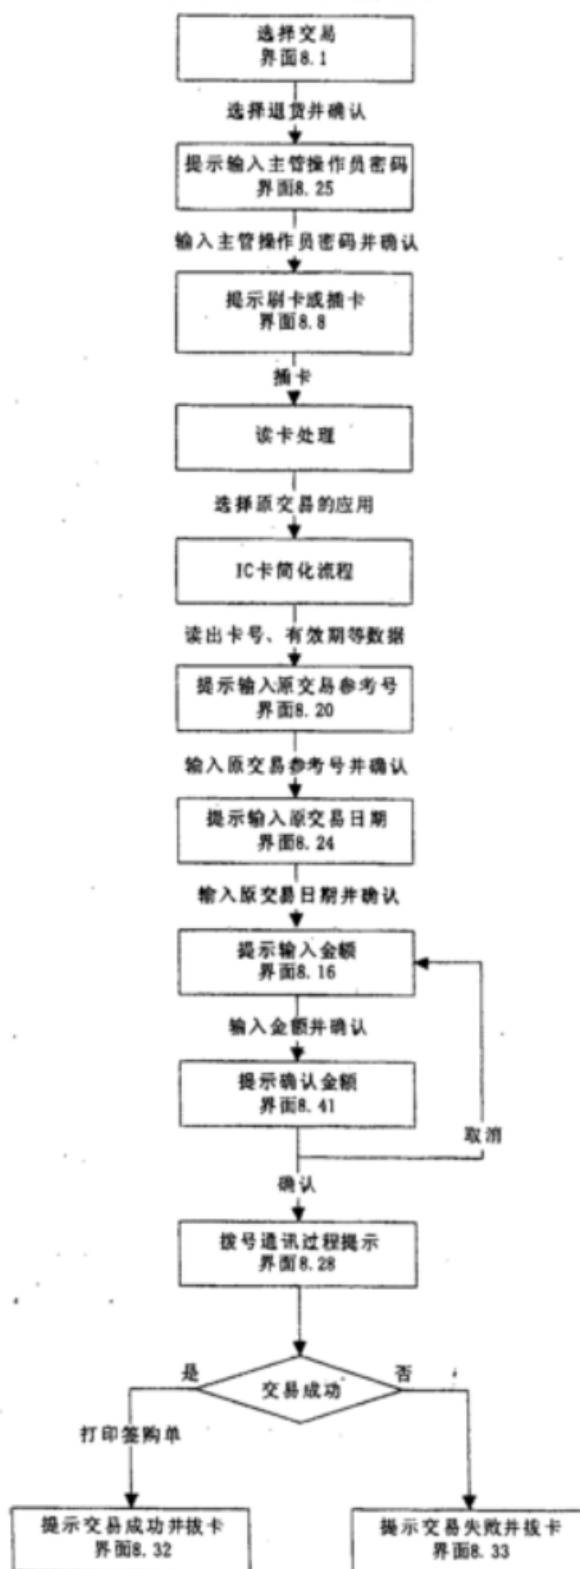 选择交易
界面8.1
选择退货并确认
提示输入主管操作员密码
界面8.25
输入主管操作员密码并确认
提示刷卡或插卡
界面8.8
插卡
读卡处理
选择原交易的应用
IC卡简化流程
读出卡号、有效期等数据
提示输入原交易参考号
界面8.20
输入原交易参考号并确认
提示输入原交易日期
界面8.24
输入原交易日期并确认
提示输入金额
界面8.16
输入金额并确认
提示确认金额
界面8.41
取消
确认
拨号通讯过程提示
界面8.28
是
否
交易成功
打印签购单
提示交易成功并拔卡
界面8.32
提示交易失败并拔卡
界面8.33